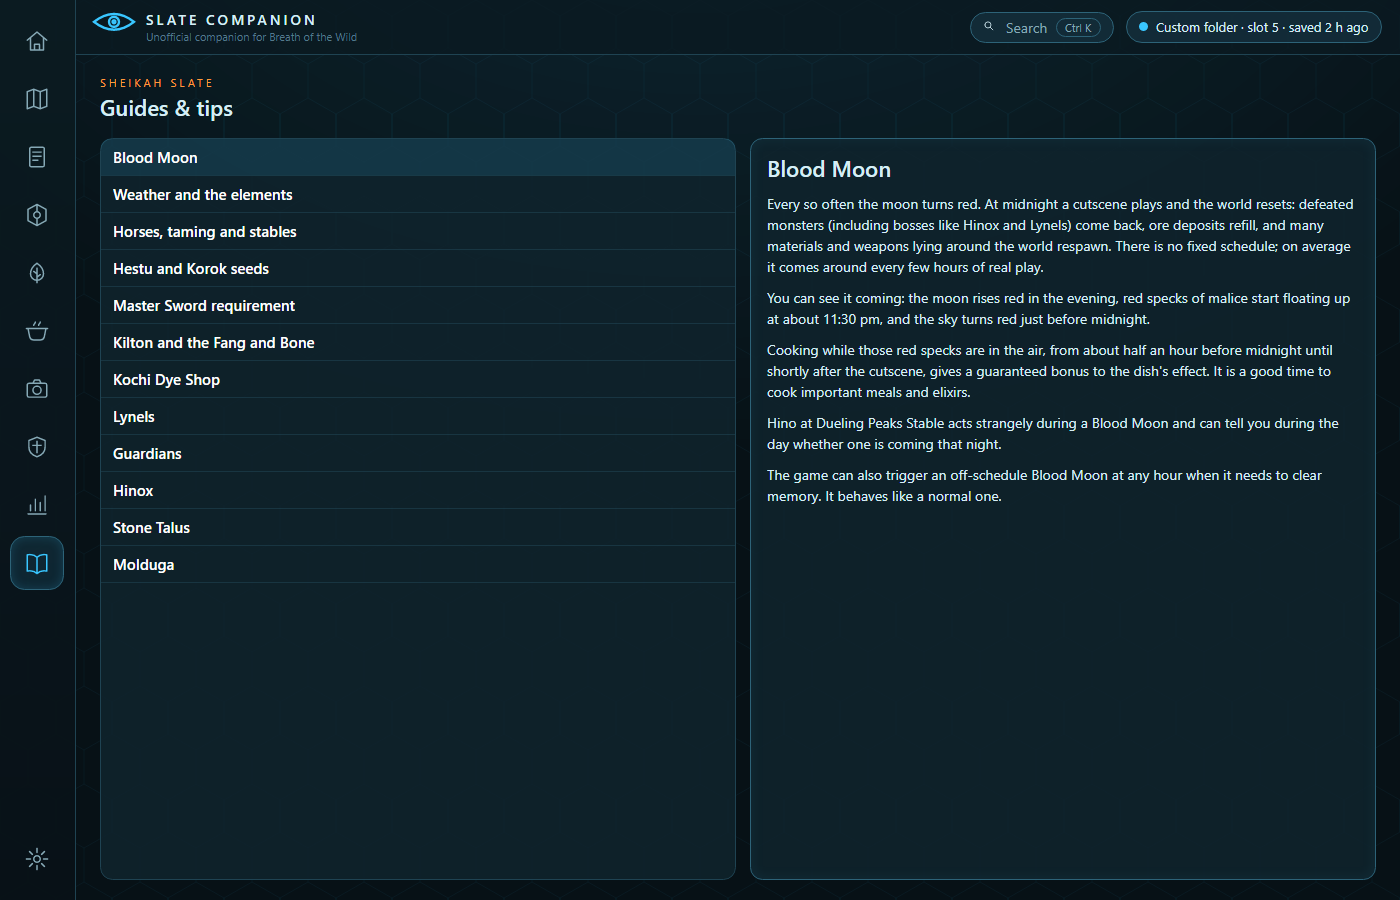 SLATE COMPANION
Unofficial companion for Breath of the Wild
Search Ctrl K
Custom folder · slot 5 · saved 2 h ago
SHEIKAH SLATE
Guides & tips
Blood Moon
Weather and the elements
Horses, taming and stables
Hestu and Korok seeds
Master Sword requirement
Kilton and the Fang and Bone
Kochi Dye Shop
Lynels
Guardians
Hinox
Stone Talus
Molduga
Blood Moon
Every so often the moon turns red. At midnight a cutscene plays and the world resets: defeated
monsters (including bosses like Hinox and Lynels) come back, ore deposits refill, and many
materials and weapons lying around the world respawn. There is no fixed schedule; on average
it comes around every few hours of real play.
You can see it coming: the moon rises red in the evening, red specks of malice start floating up
at about 11:30 pm, and the sky turns red just before midnight.
Cooking while those red specks are in the air, from about half an hour before midnight until
shortly after the cutscene, gives a guaranteed bonus to the dish's effect. It is a good time to
cook important meals and elixirs.
Hino at Dueling Peaks Stable acts strangely during a Blood Moon and can tell you during the
day whether one is coming that night.
The game can also trigger an off-schedule Blood Moon at any hour when it needs to clear
memory. It behaves like a normal one.